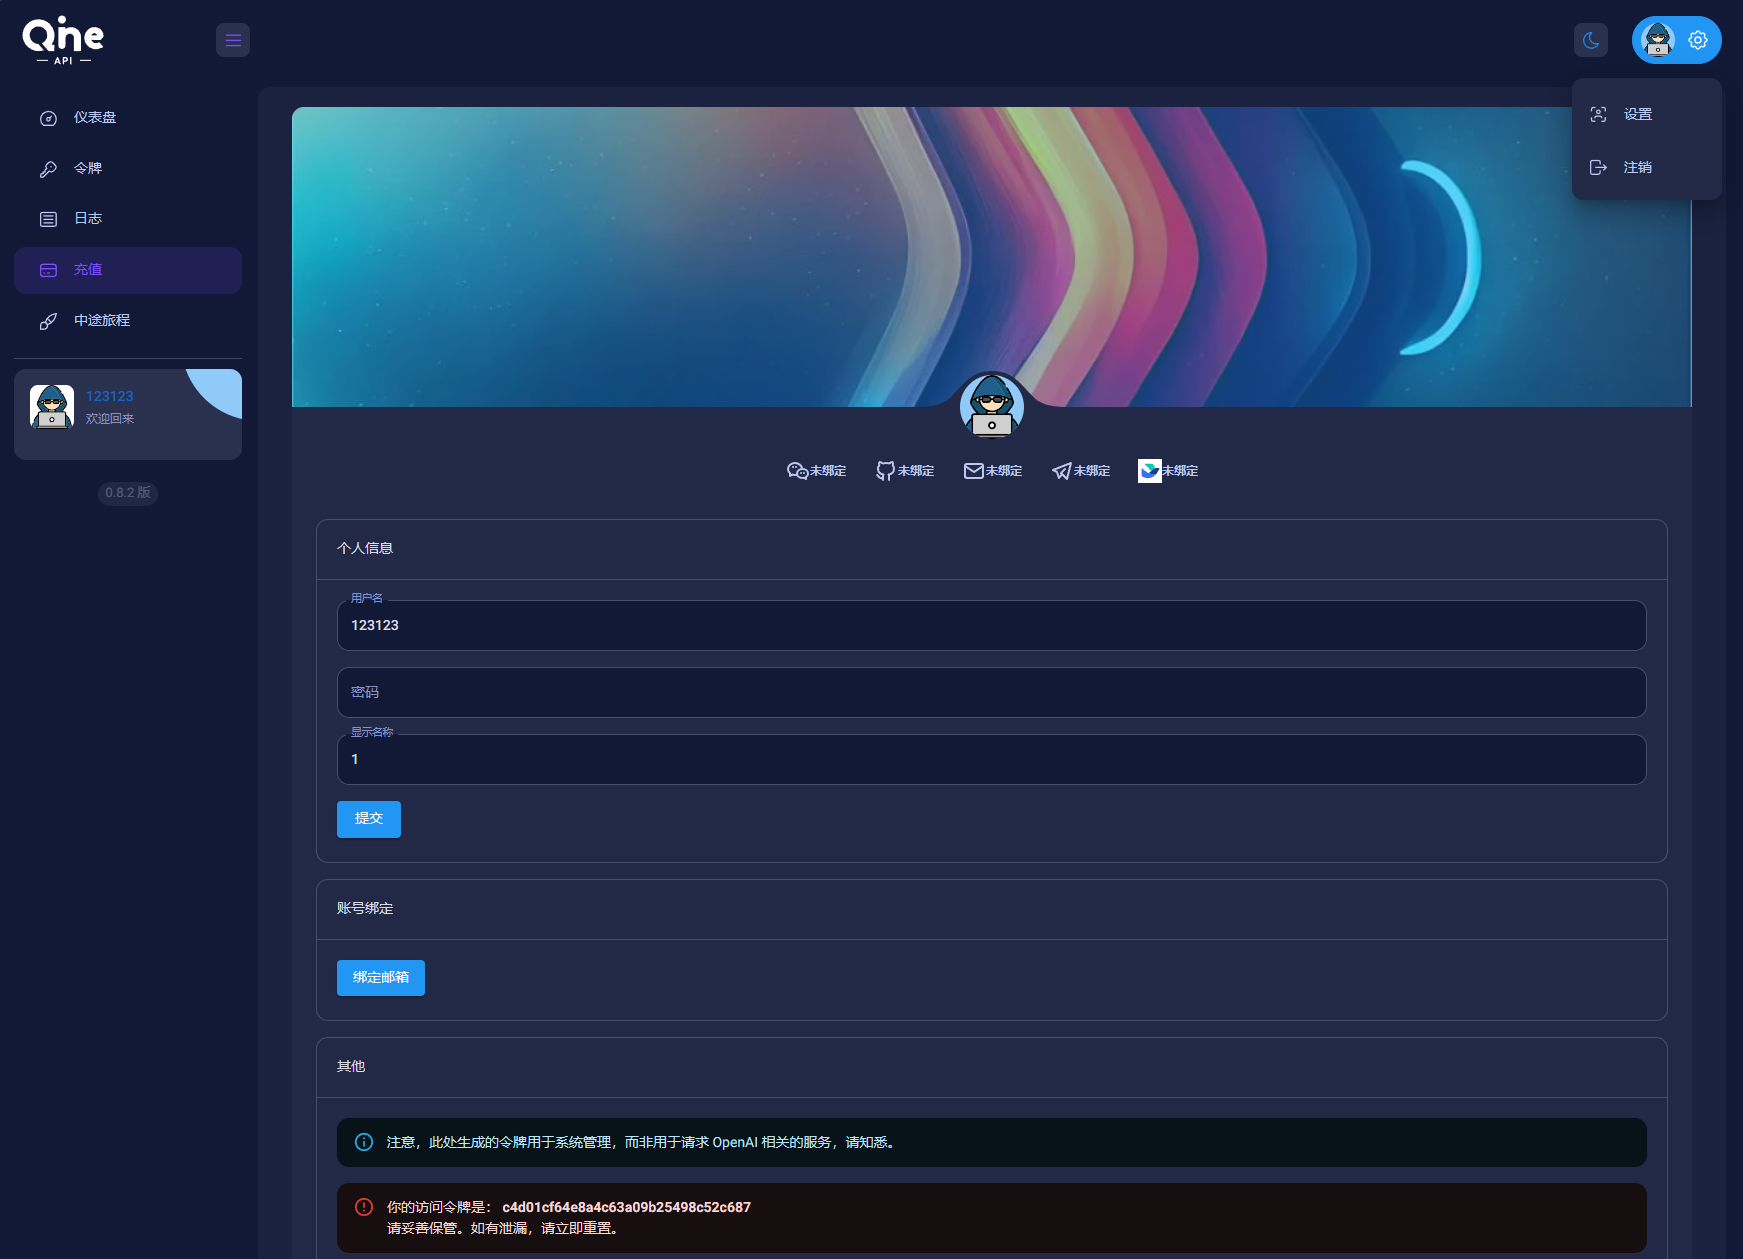 One
API
仪表盘
令牌
日志
充值
中途旅程
123123
欢迎回来
0.8.2 版
设置
注销
未绑定
未绑定
未绑定
未绑定
未绑定
个人信息
用户名
123123
密码
显示名称
1
提交
账号绑定
绑定邮箱
其他
注意，此处生成的令牌用于系统管理，而非用于请求 OpenAI 相关的服务，请知悉。
你的访问令牌是： c4d01cf64e8a4c63a09b25498c52c687
请妥善保管。如有泄漏，请立即重置。